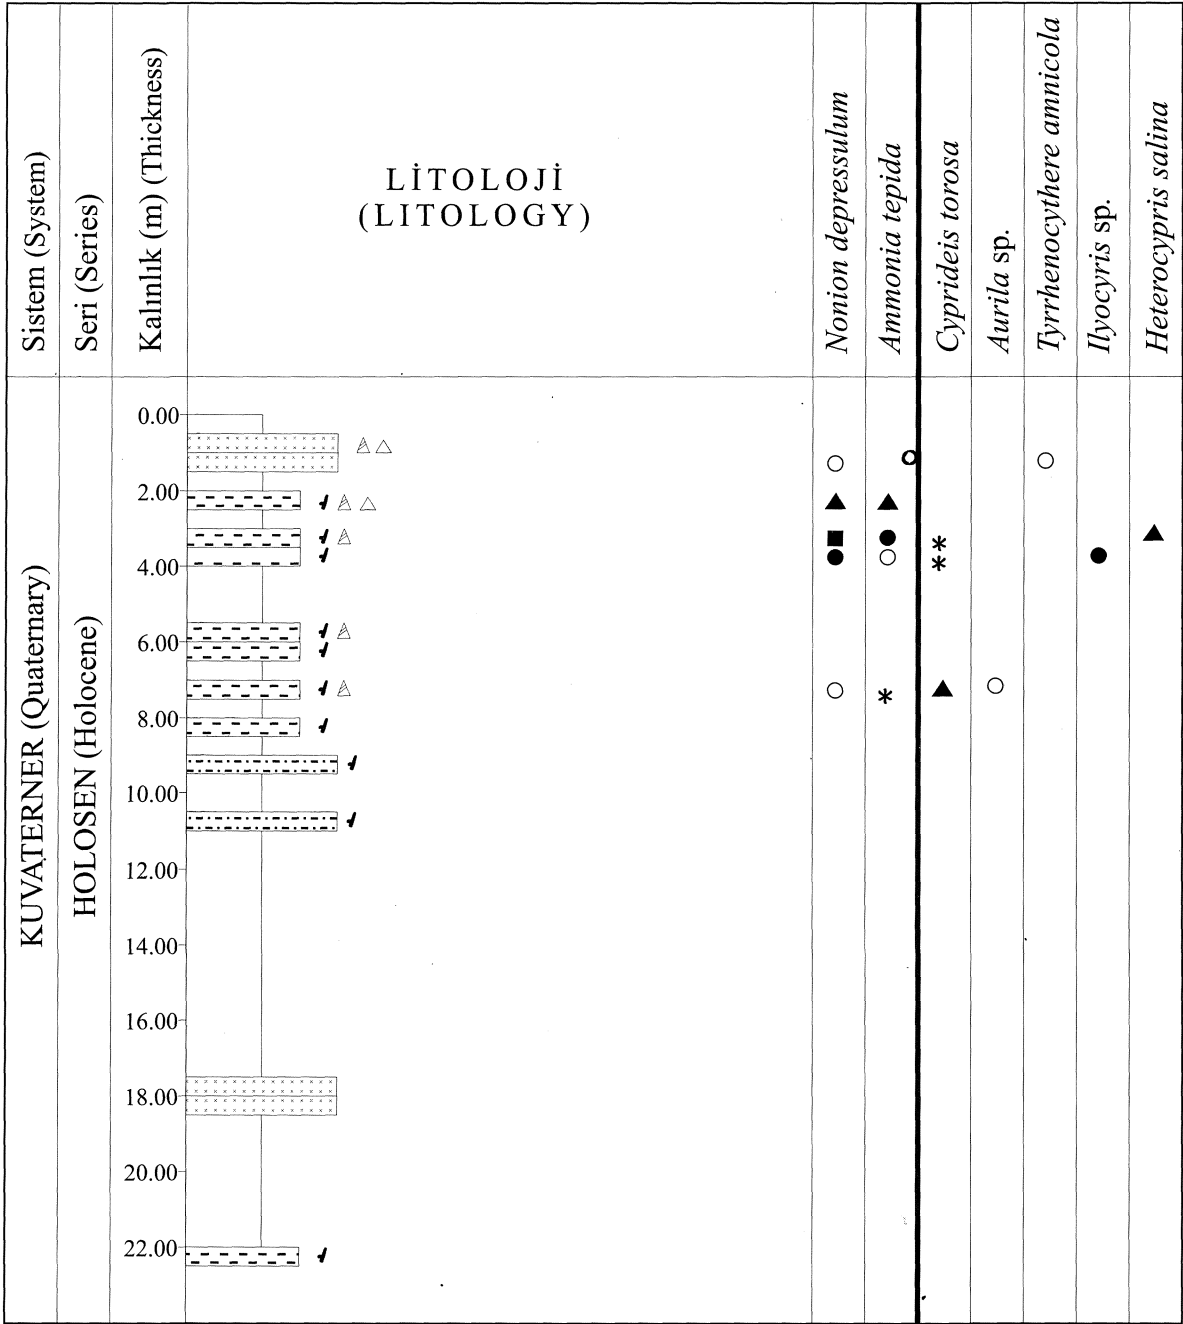 Sistem (System)
Seri (Series)
Kalınlık (m) (Thickness)
LİTOLOJİ
(LITOLOGY)
Nonion depressulum
Ammonia tepida
Cyprideis torosa
Aurila sp.
Tyrrhenocythere amnicola
Ilyocyris sp.
Heterocypris salina
KUVATERNER (Quaternary)
HOLOSEN (Holocene)
0.00
2.00
4.00
6.00
8.00
10.00
12.00
14.00
16.00
18.00
20.00
22.00